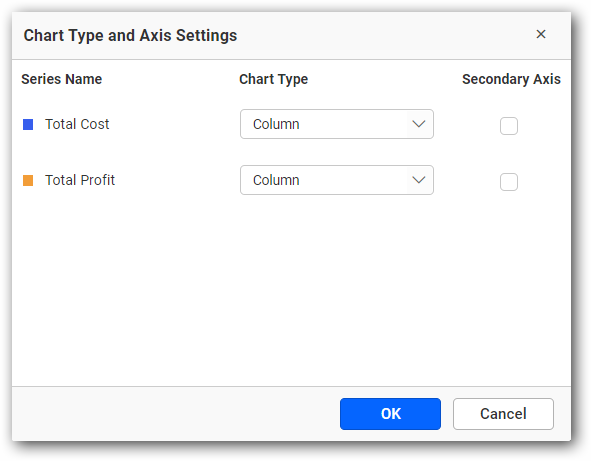 Chart Type and Axis Settings
Series Name Chart Type Secondary Axis
Total Cost Column
Total Profit Column
OK Cancel